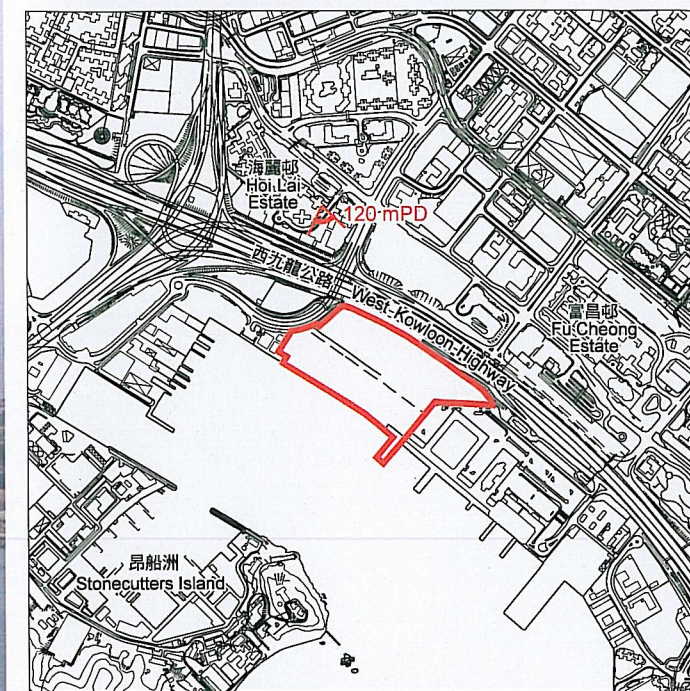 海麗邨
Hoi Lai
Estate
120 mPD
西九龍公路
West Kowloon Highway
富昌邨
Fu Cheong
Estate
昂船洲
Stonecutters Island